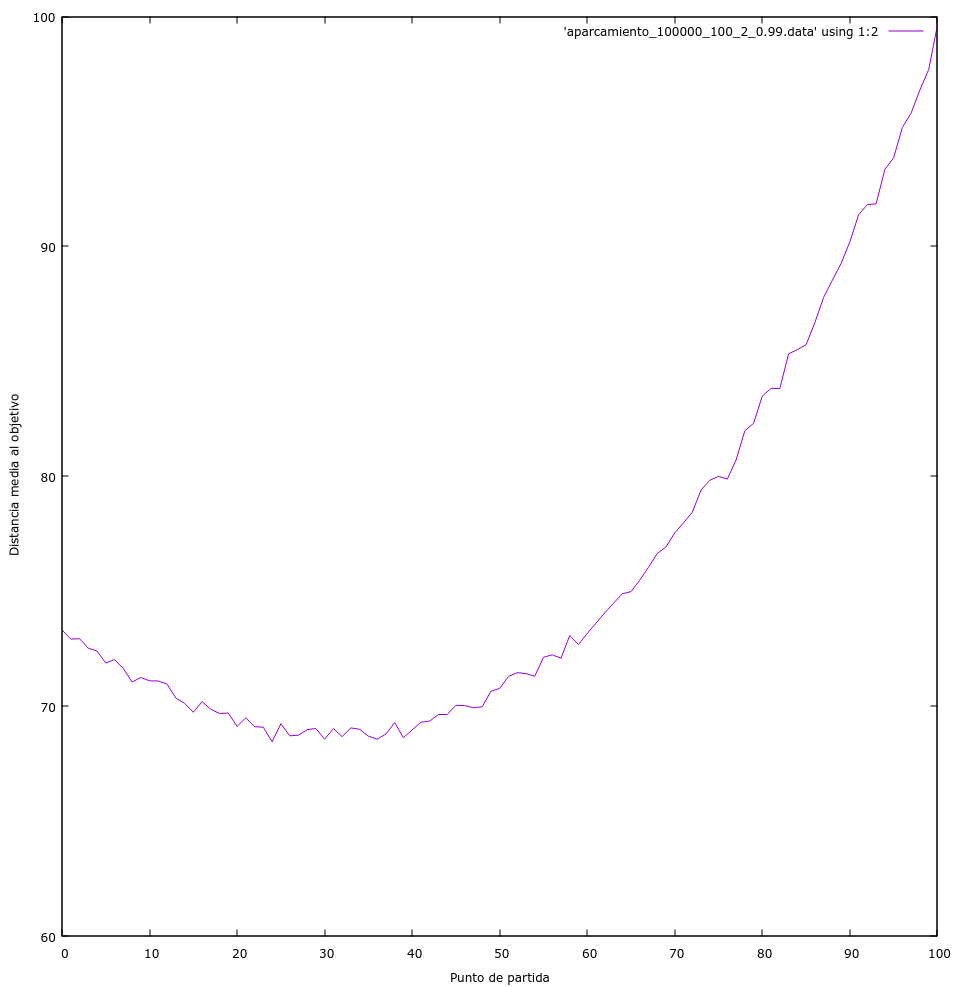 100
'aparcamiento_100000_100_2_0.99.data' using 1:2
90
80
Distancia media al objetivo
70
60
0 10 20 30 40 50 60 70 80 90 100
Punto de partida